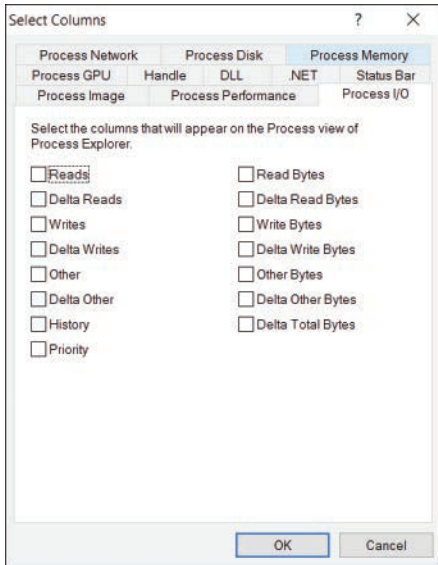 Select Columns ? ×
Process Network Process Disk Process Memory
Process GPU Handle DLL .NET Status Bar
Process Image Process Performance Process I/O
Select the columns that will appear on the Process view of
Process Explorer.
Reads Read Bytes
Delta Reads Delta Read Bytes
Writes Write Bytes
Delta Writes Delta Write Bytes
Other Other Bytes
Delta Other Delta Other Bytes
History Delta Total Bytes
Priority
OK Cancel